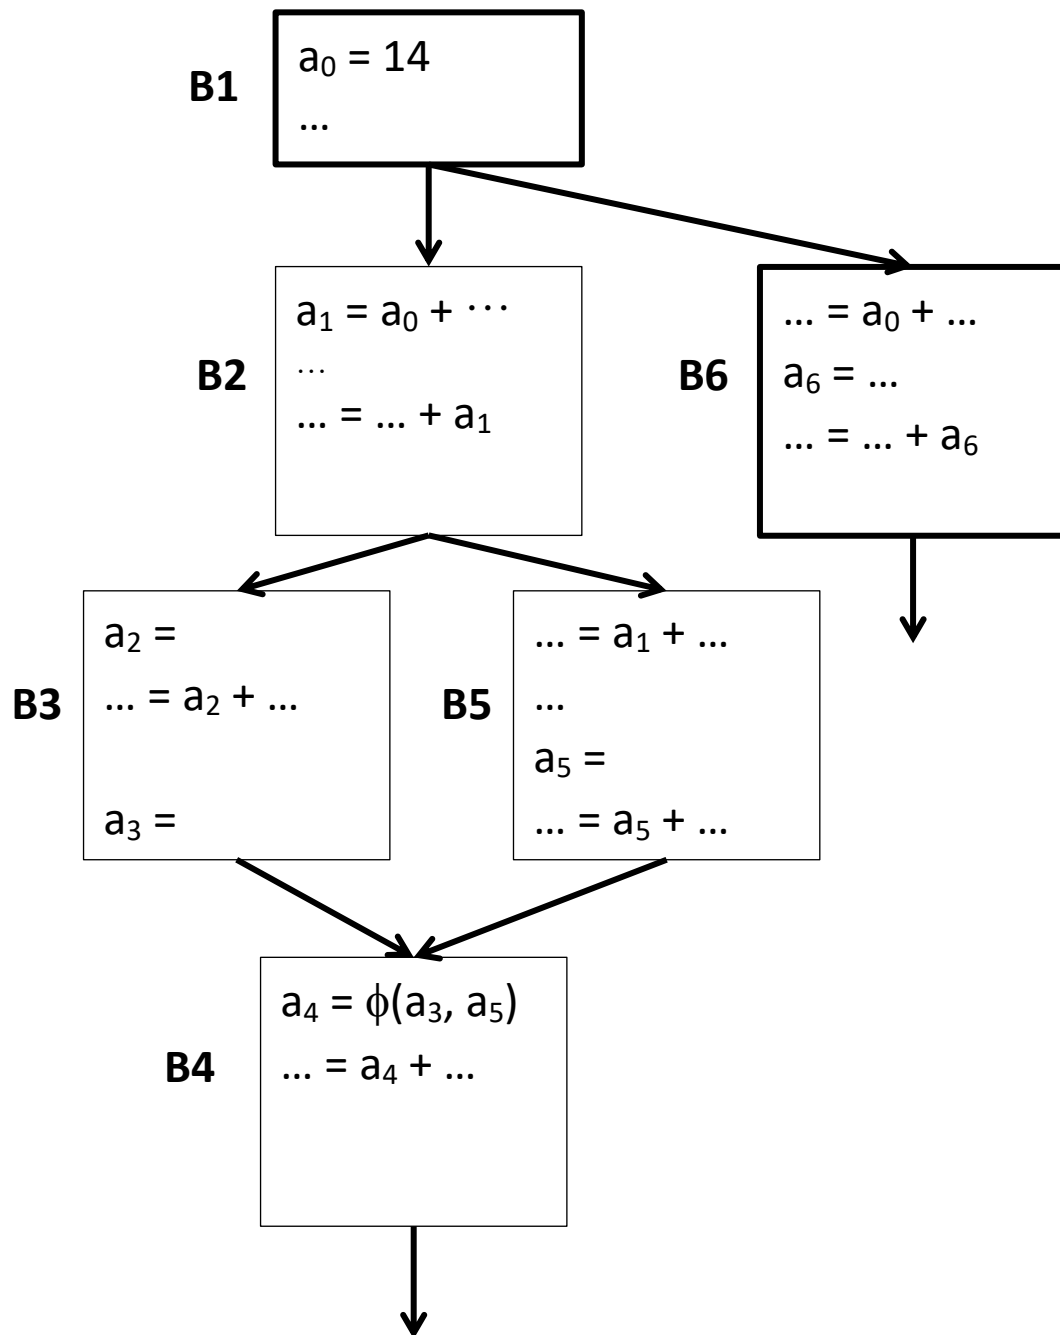 B1
a₀ = 14
...
B2
a₁ = a₀ + ⋯
...
... = ... + a₁
B6
... = a₀ + ...
a₆ = ...
... = ... + a₆
B3
a₂ =
... = a₂ + ...
a₃ =
B5
... = a₁ + ...
...
a₅ =
... = a₅ + ...
B4
a₄ = ϕ(a₃, a₅)
... = a₄ + ...